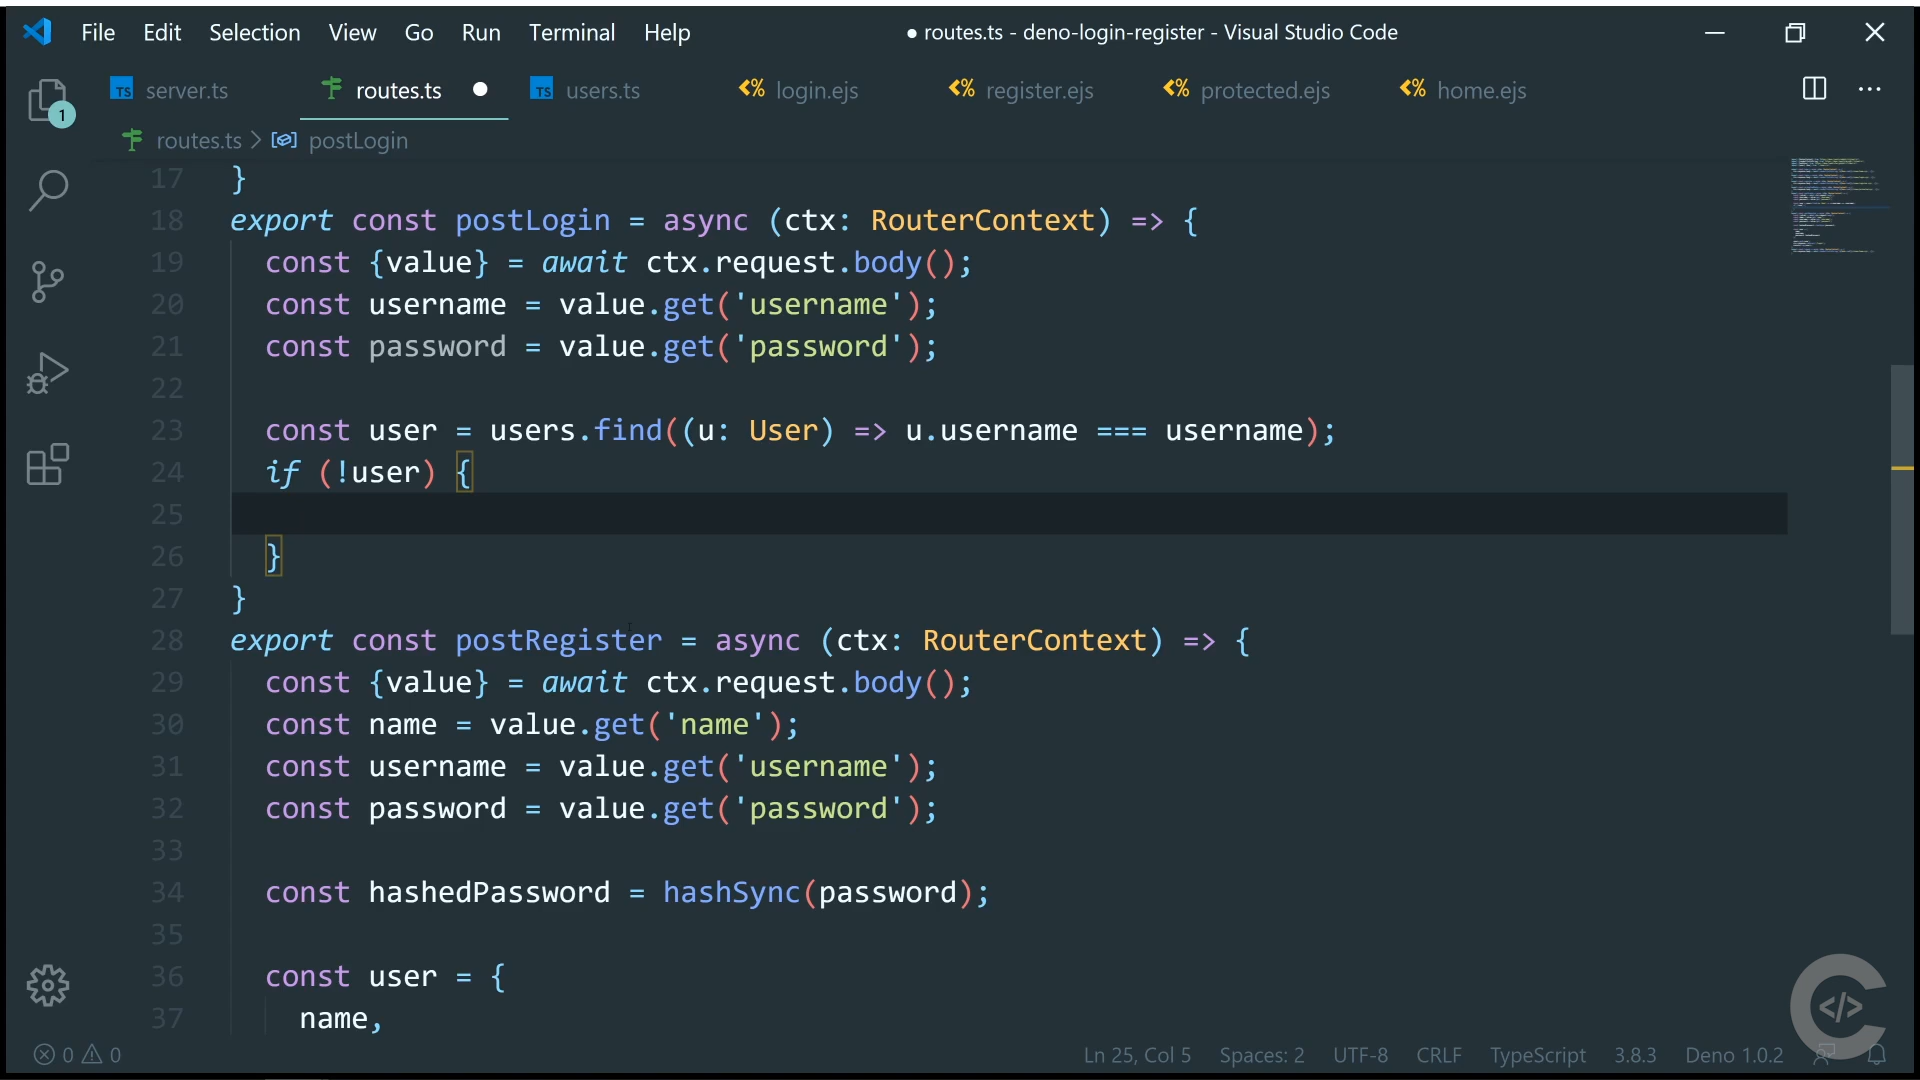 File Edit Selection View Go Run Terminal Help ● routes.ts - deno-login-register - Visual Studio Code
TS server.ts routes.ts ● TS users.ts <% login.ejs <% register.ejs <% protected.ejs <% home.ejs ...
1
routes.ts > postLogin
17 }
18 export const postLogin = async (ctx: RouterContext) => {
19 const {value} = await ctx.request.body();
20 const username = value.get('username');
21 const password = value.get('password');
22
23 const user = users.find((u: User) => u.username === username);
24 if (!user) {
25
26 }
27 }
28 export const postRegister = async (ctx: RouterContext) => {
29 const {value} = await ctx.request.body();
30 const name = value.get('name');
31 const username = value.get('username');
32 const password = value.get('password');
33
34 const hashedPassword = hashSync(password);
35
36 const user = {
37 name,
</>
0 0 Ln 25, Col 5 Spaces: 2 UTF-8 CRLF TypeScript 3.8.3 Deno 1.0.2